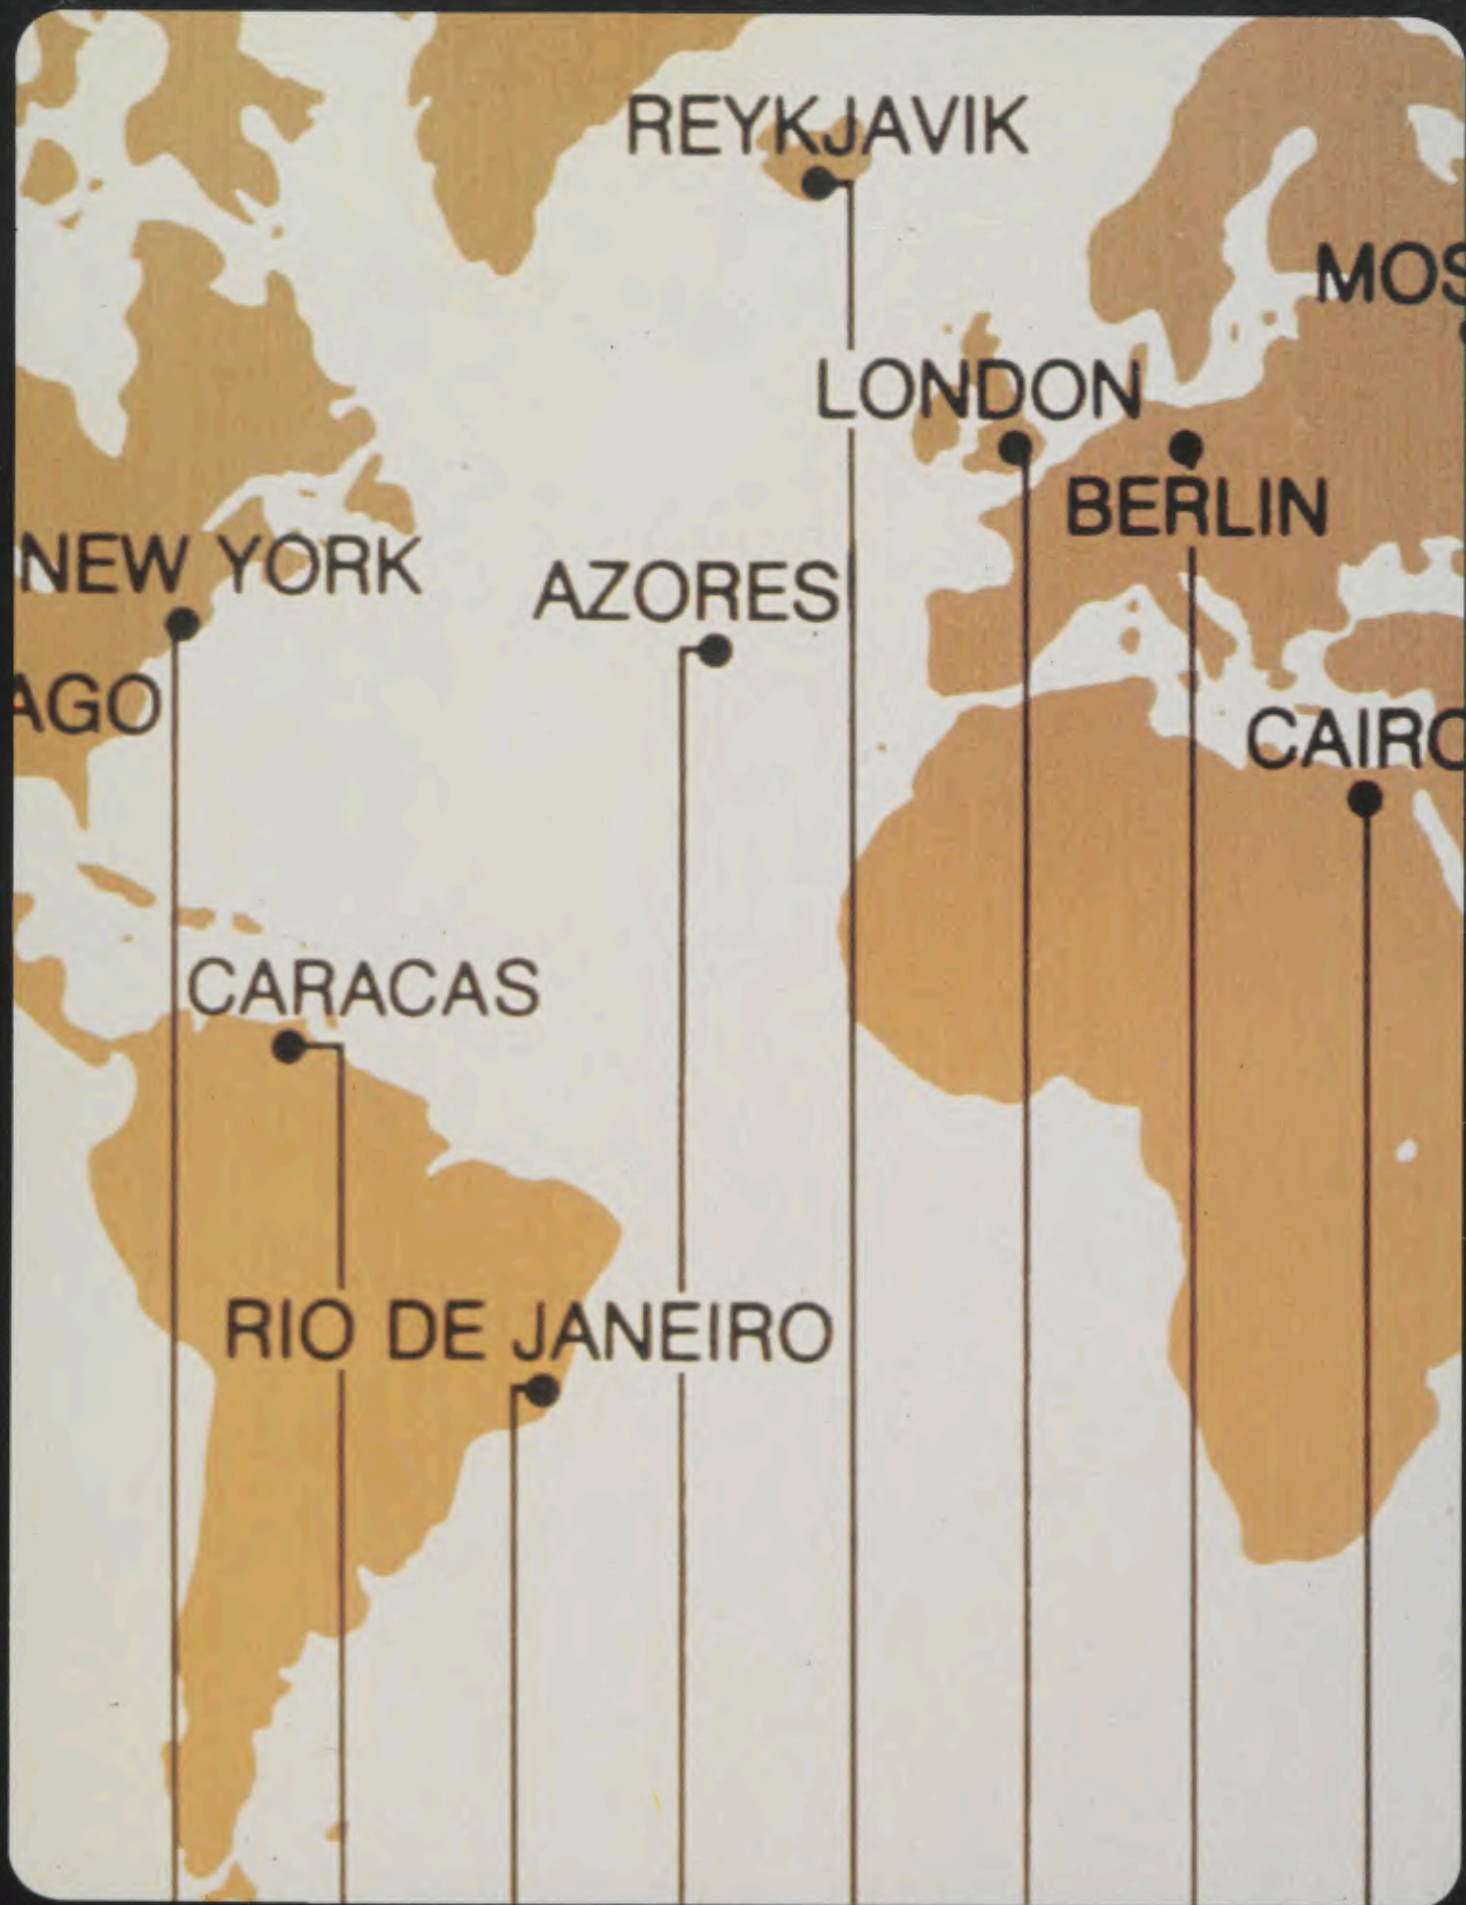 REYKJAVIK
MOS
LONDON
BERLIN
NEW YORK
AZORES
AGO
CAIRO
CARACAS
RIO DE JANEIRO